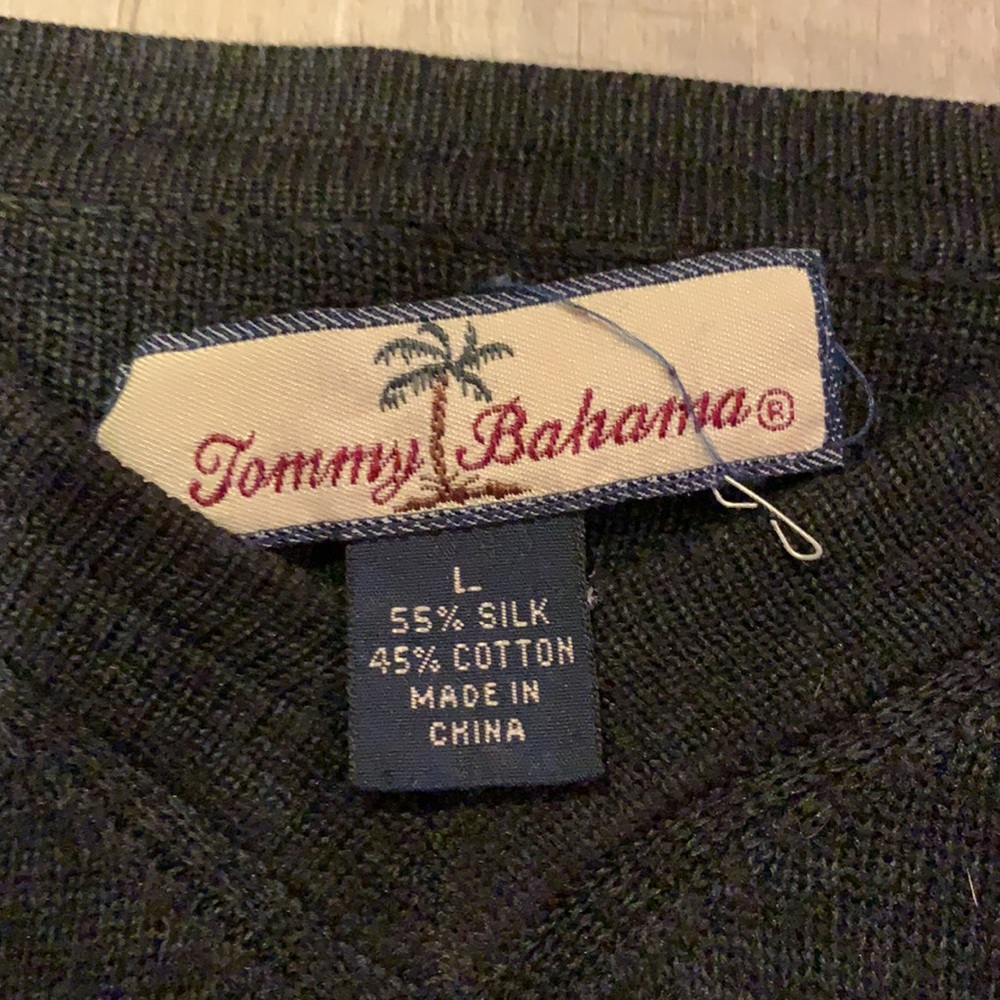 Tommy Bahama®
L
55% SILK
45% COTTON
MADE IN
CHINA